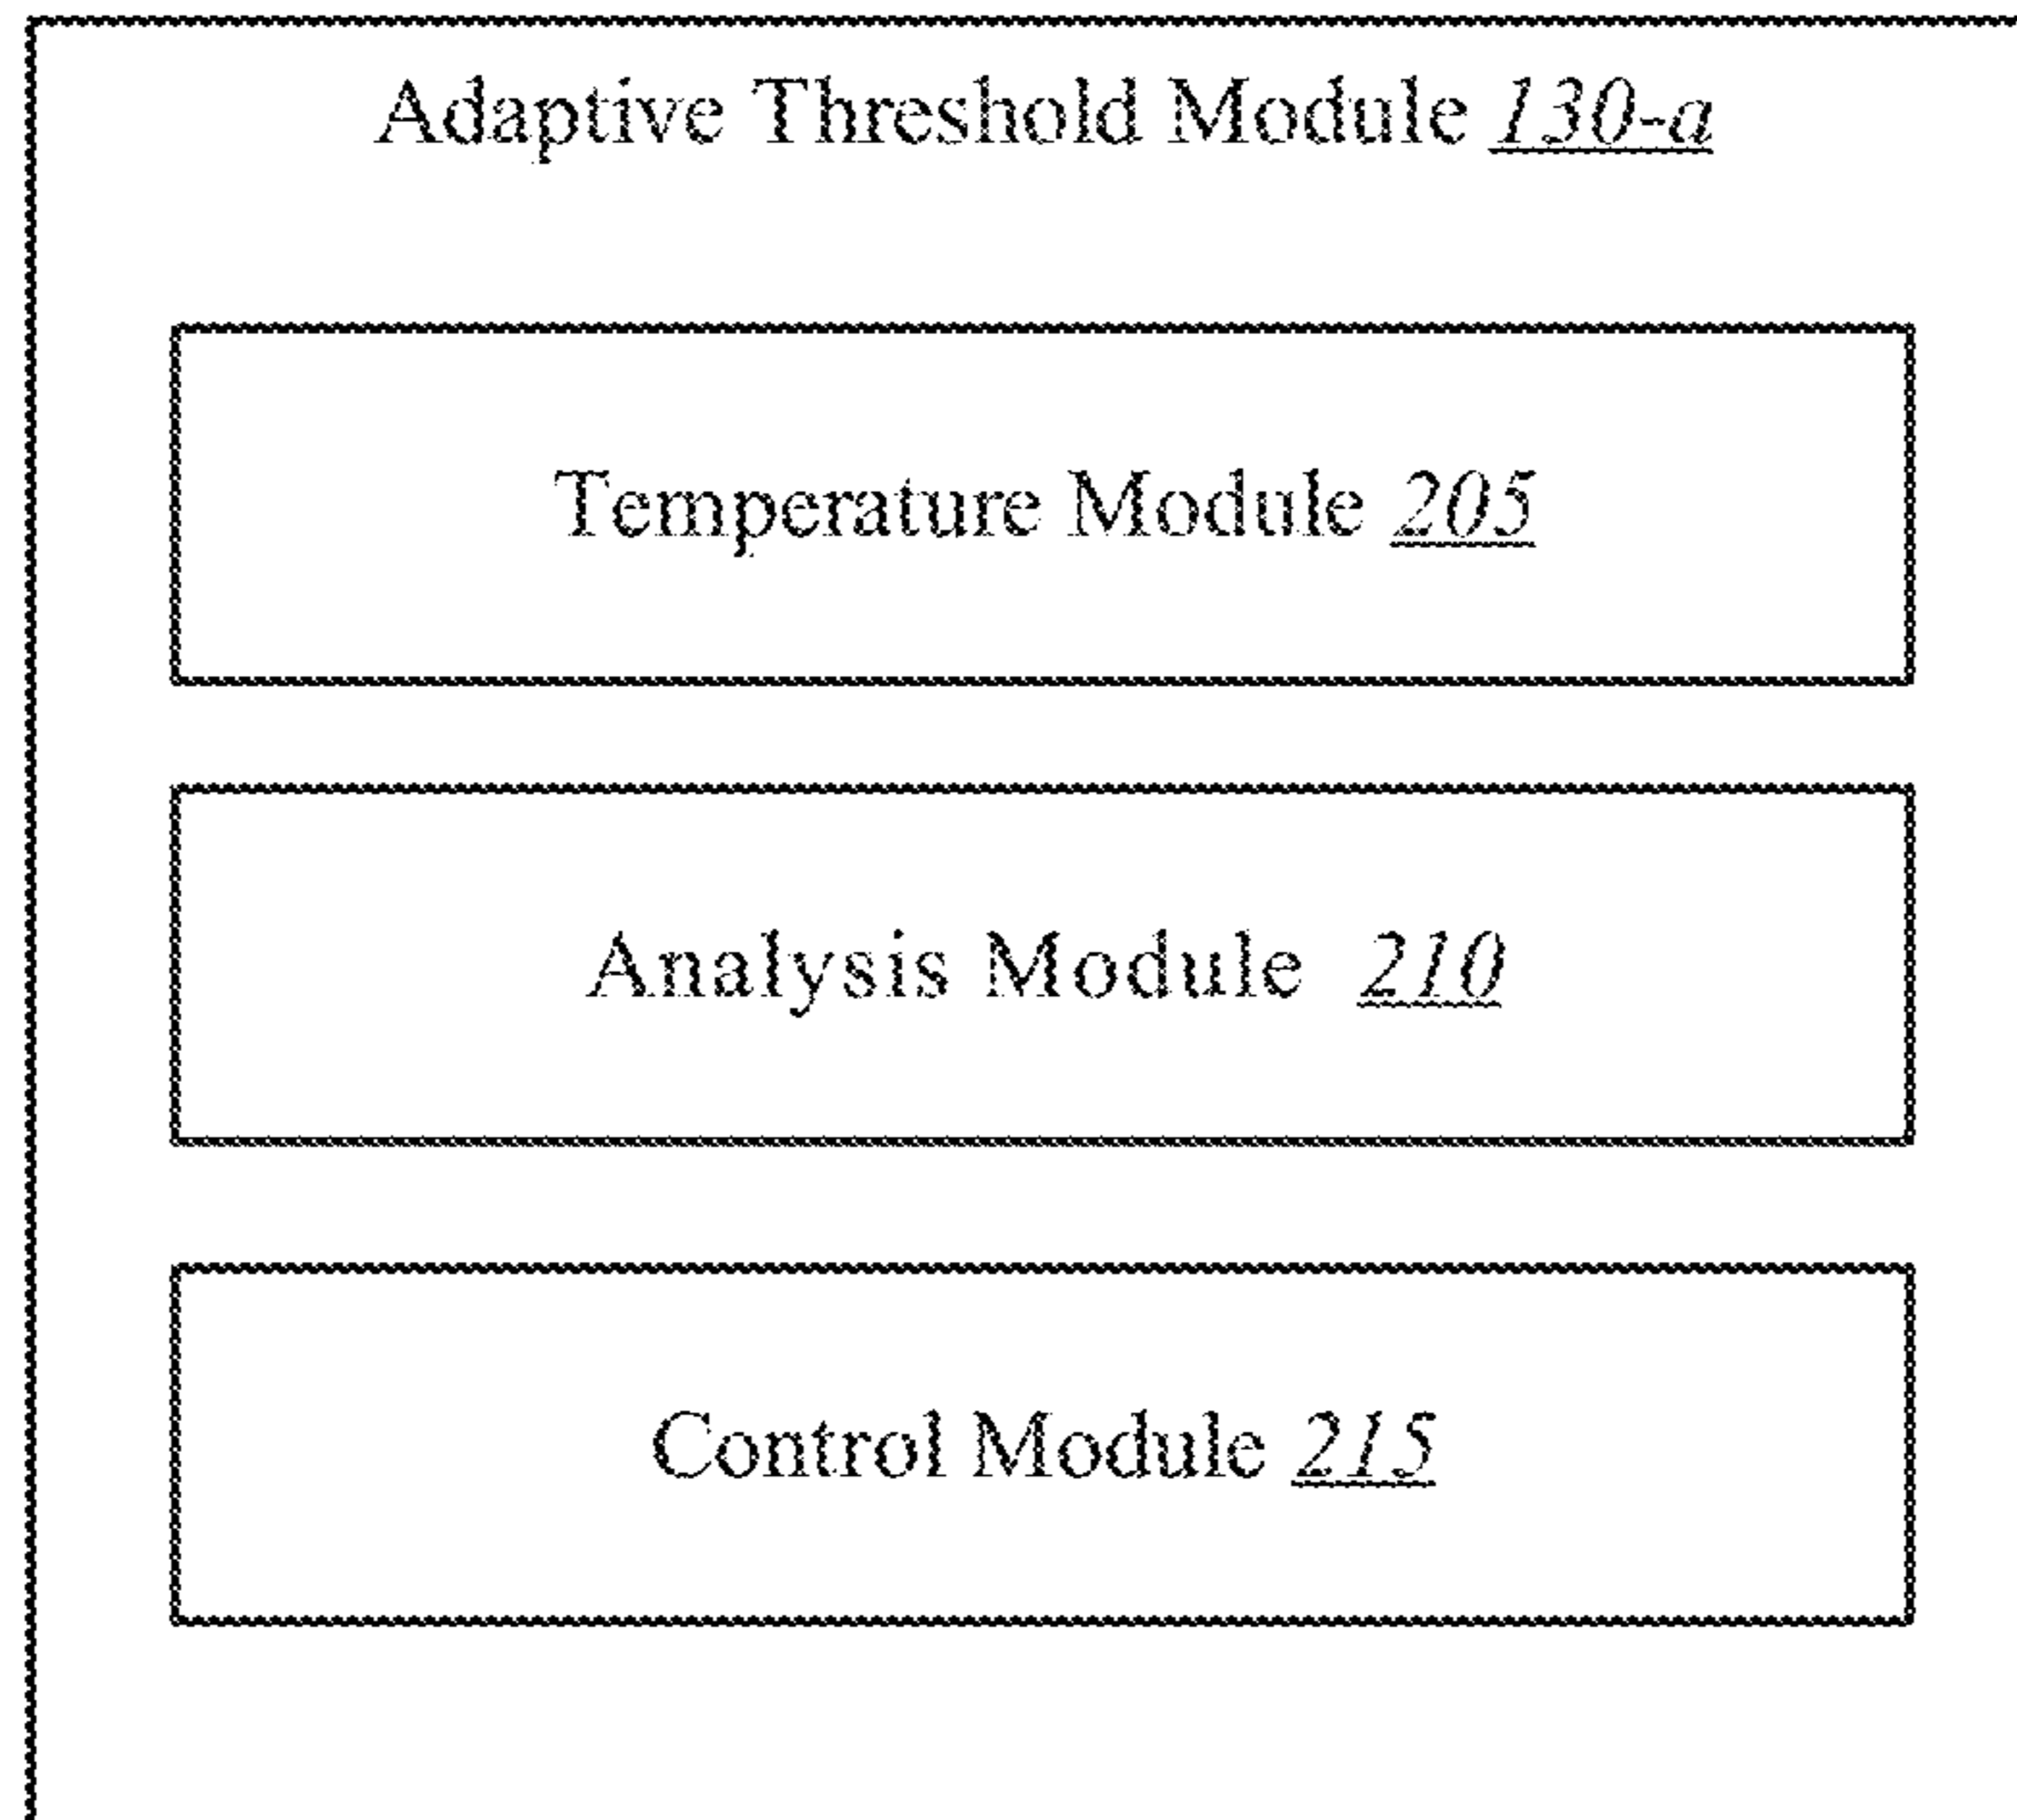 Adaptive Threshold Module 130-a
Temperature Module 205
Analysis Module 210
Control Module 215